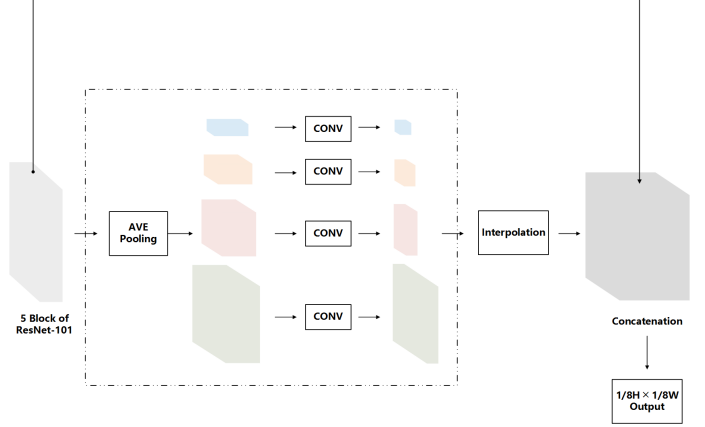 CONV
CONV
AVE
Pooling
CONV
Interpolation
5 Block of
ResNet-101
CONV
Concatenation
1/8H × 1/8W
Output